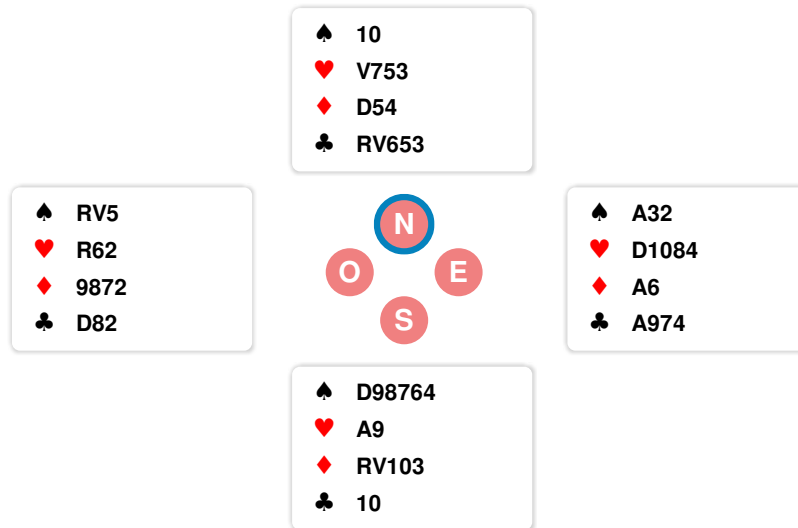 ♠ 10
♥ V753
♦ D54
♣ RV653
♠ RV5
♥ R62
♦ 9872
♣ D82
N
O E
S
♠ A32
♥ D1084
♦ A6
♣ A974
♠ D98764
♥ A9
♦ RV103
♣ 10